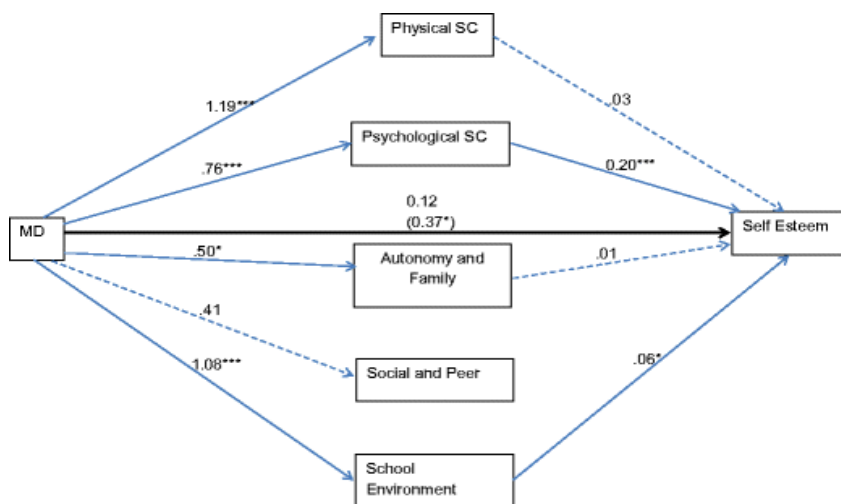 Physical SC
1.19***
.03
Psychological SC
.76***
0.20***
0.12
(0.37*)
MD
Self Esteem
.50*
Autonomy and
Family
.01
.41
1.08***
Social and Peer
.06*
School
Environment